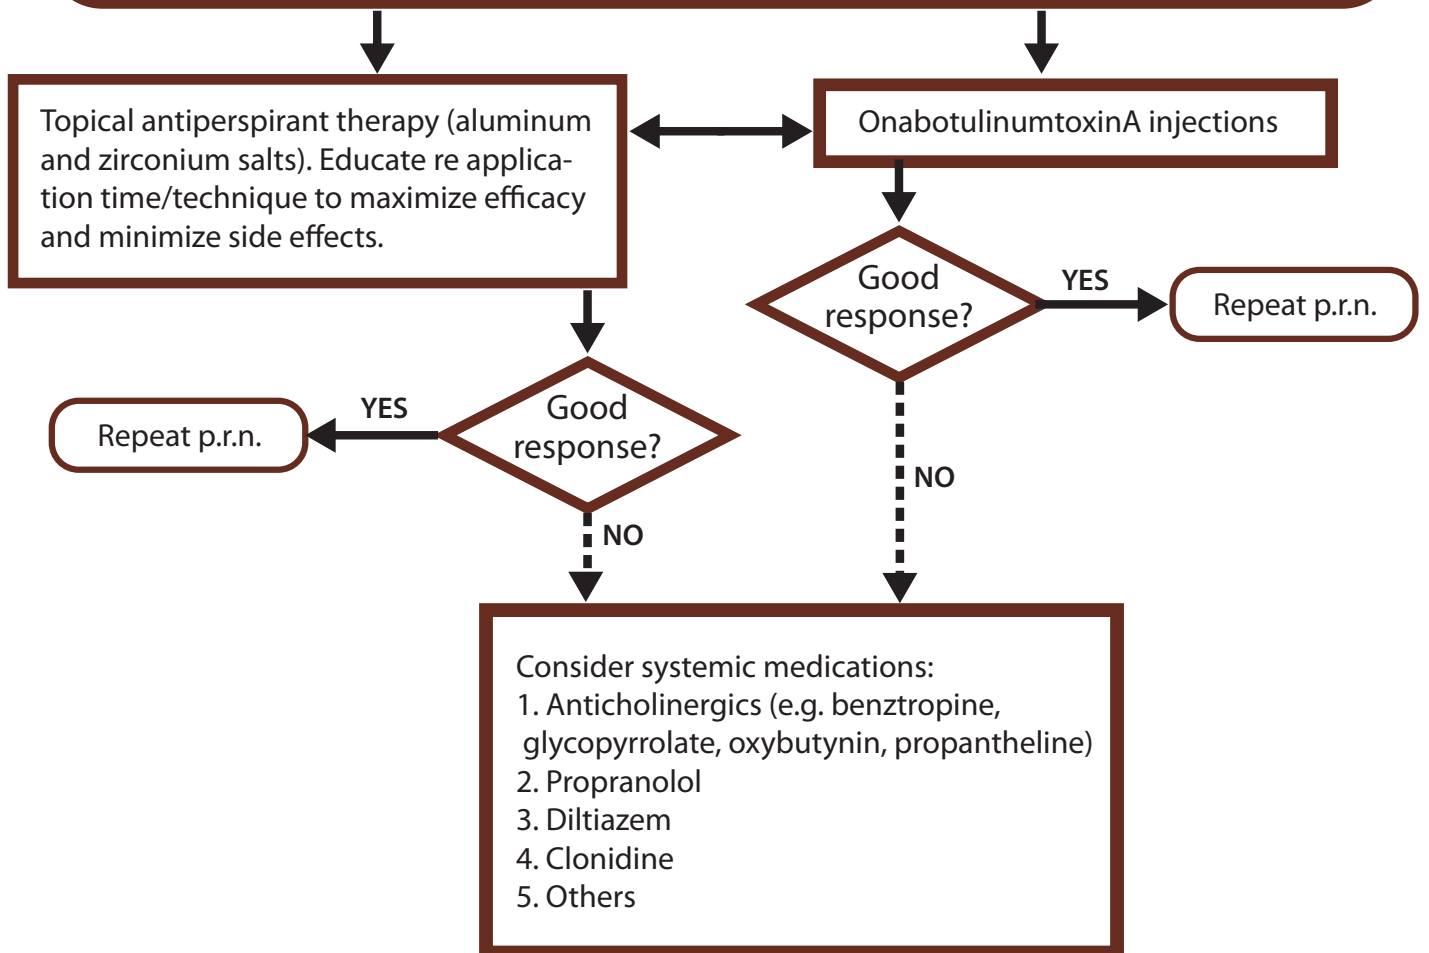 Topical antiperspirant therapy (aluminum
and zirconium salts). Educate re applica-
tion time/technique to maximize efficacy
and minimize side effects.
OnabotulinumtoxinA injections
Good
response?
YES
Repeat p.r.n.
NO
Good
response?
YES
Repeat p.r.n.
NO
Consider systemic medications:
1. Anticholinergics (e.g. benztropine,
glycopyrrolate, oxybutynin, propantheline)
2. Propranolol
3. Diltiazem
4. Clonidine
5. Others